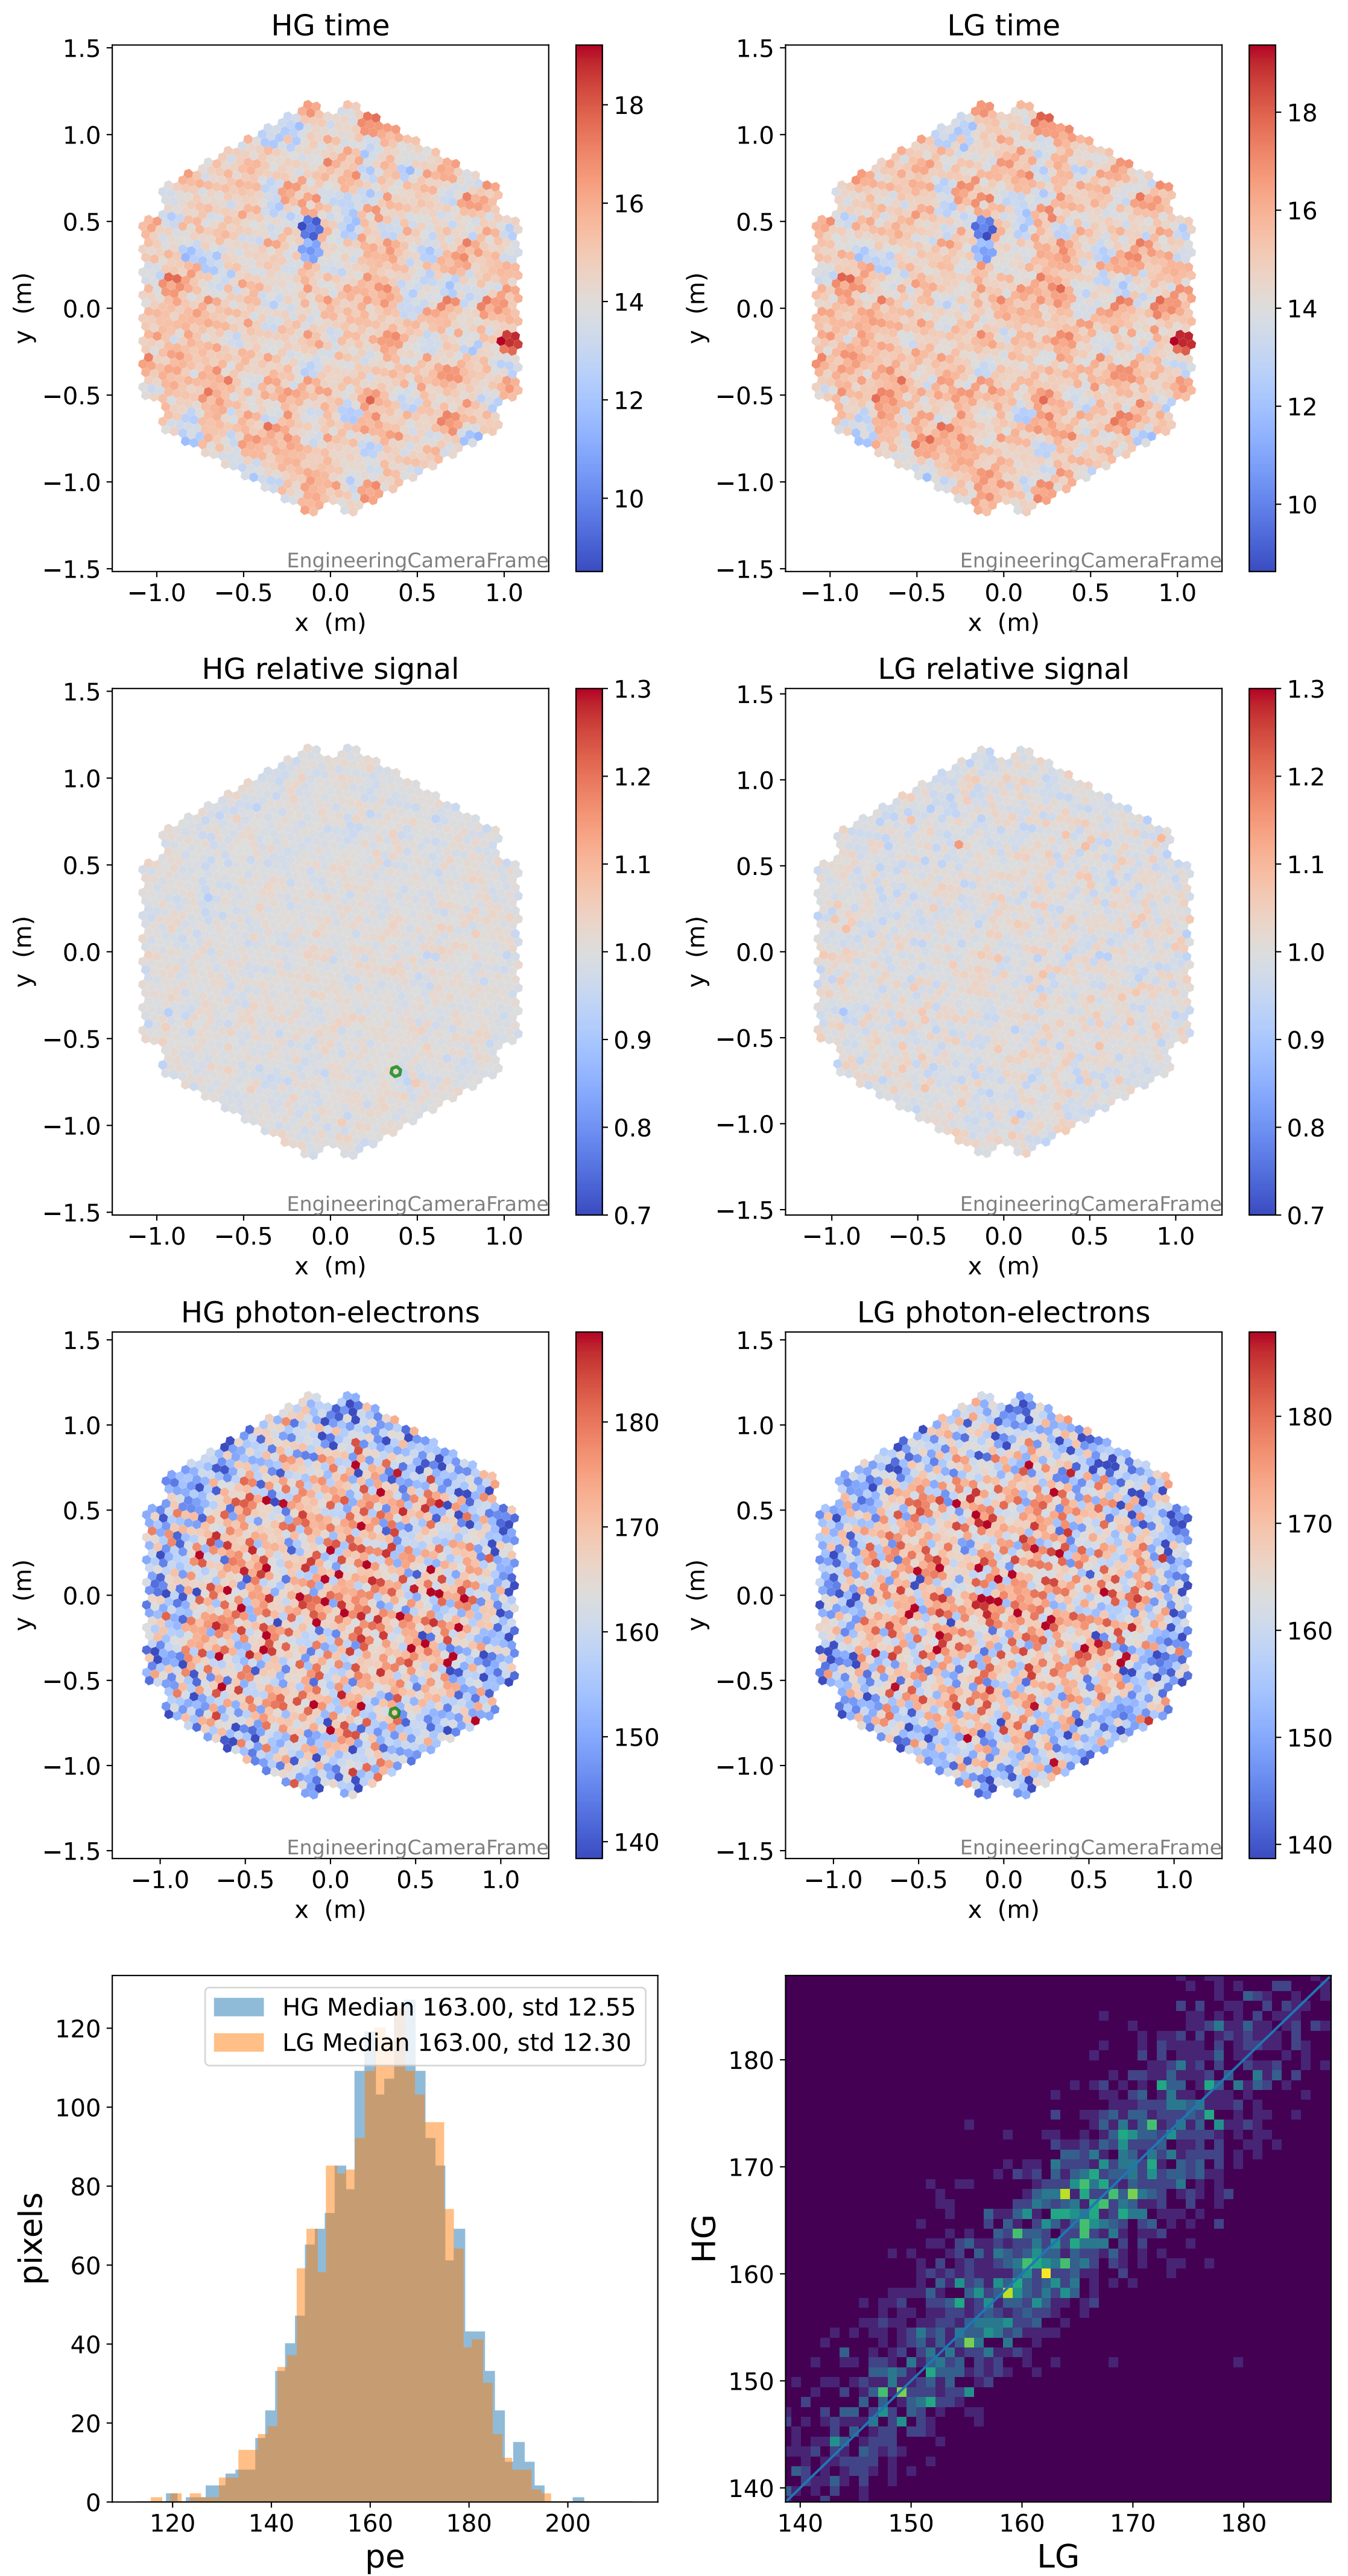 HG time
1.5
1.0
0.5
0.0
−0.5
−1.0
−1.5
y (m)
−1.0 −0.5 0.0 0.5 1.0
x (m)
EngineeringCameraFrame
18
16
14
12
10
LG time
1.5
1.0
0.5
0.0
−0.5
−1.0
−1.5
y (m)
−1.0 −0.5 0.0 0.5 1.0
x (m)
EngineeringCameraFrame
18
16
14
12
10
HG relative signal
1.5
1.0
0.5
0.0
−0.5
−1.0
−1.5
y (m)
−1.0 −0.5 0.0 0.5 1.0
x (m)
EngineeringCameraFrame
1.3
1.2
1.1
1.0
0.9
0.8
0.7
LG relative signal
1.5
1.0
0.5
0.0
−0.5
−1.0
−1.5
y (m)
−1.0 −0.5 0.0 0.5 1.0
x (m)
EngineeringCameraFrame
1.3
1.2
1.1
1.0
0.9
0.8
0.7
HG photon-electrons
1.5
1.0
0.5
0.0
−0.5
−1.0
−1.5
y (m)
−1.0 −0.5 0.0 0.5 1.0
x (m)
EngineeringCameraFrame
180
170
160
150
140
LG photon-electrons
1.5
1.0
0.5
0.0
−0.5
−1.0
−1.5
y (m)
−1.0 −0.5 0.0 0.5 1.0
x (m)
EngineeringCameraFrame
180
170
160
150
140
HG Median 163.00, std 12.55
LG Median 163.00, std 12.30
120
100
80
60
40
20
0
pixels
120 140 160 180 200
pe
180
170
160
150
140
HG
140 150 160 170 180
LG